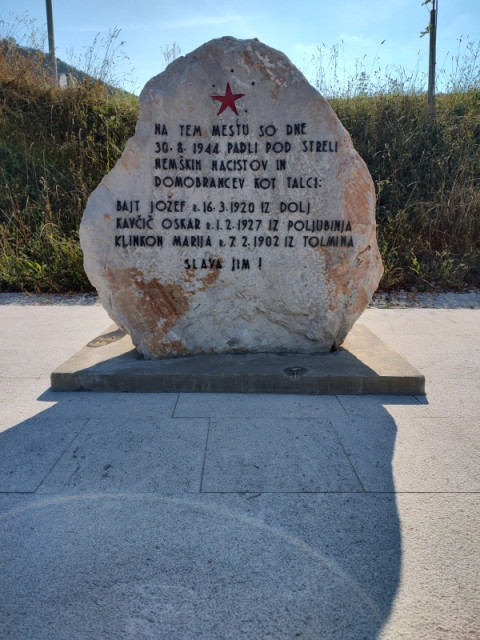 NA TEM MESTU SO DNE
30.8.1944 PADLI POD STRELI
NEMŠKIH NACISTOV IN
DOMOBRANCEV KOT TALCI:
BAJT JOŽEF R.16.3.1920 IZ DOLJ
KAVČIČ OSKAR R.1.2.1927 IZ POLJUBINJA
KLINKON MARIJA R.7.2.1902 IZ TOLMINA
SLAVA JIM!